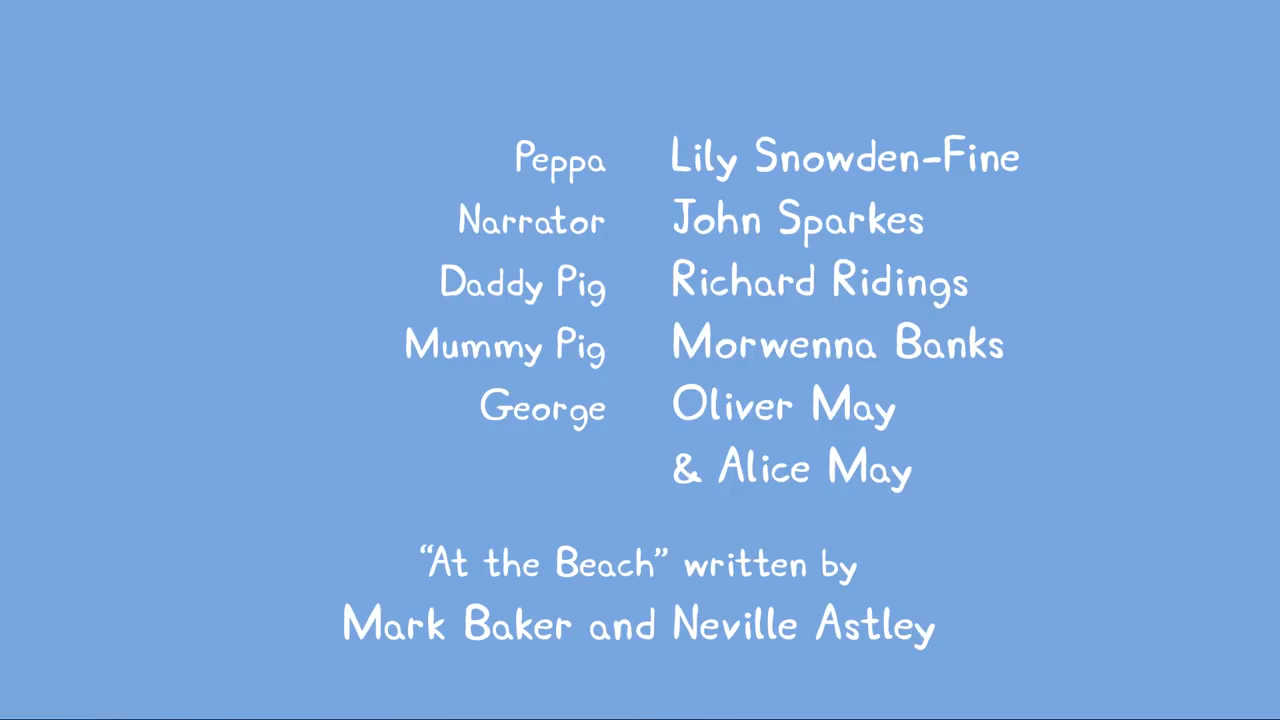 Peppa Lily Snowden-Fine
Narrator John Sparkes
Daddy Pig Richard Ridings
Mummy Pig Morwenna Banks
George Oliver May
& Alice May
“At the Beach” written by
Mark Baker and Neville Astley